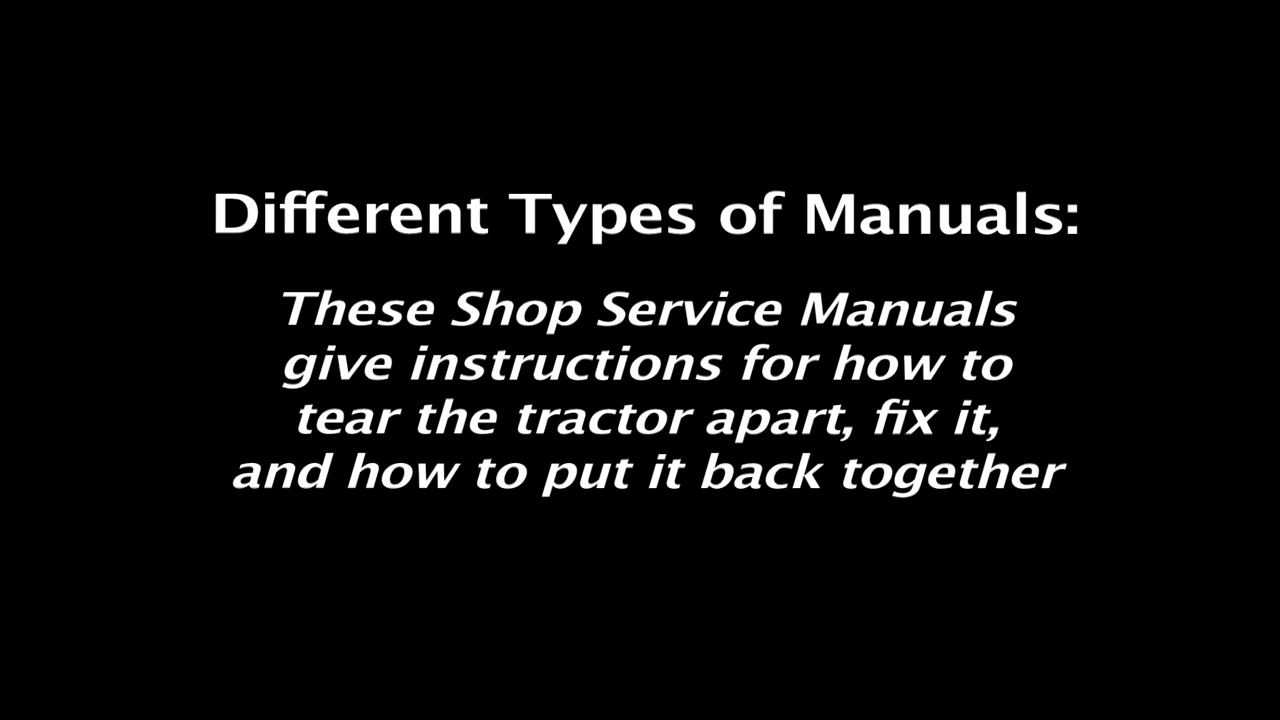 Different Types of Manuals:
These Shop Service Manuals
give instructions for how to
tear the tractor apart, fix it,
and how to put it back together